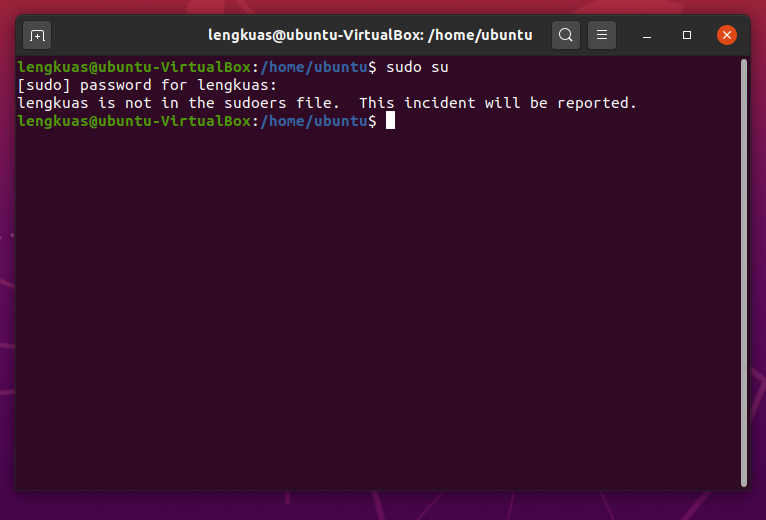 lengkuas@ubuntu-VirtualBox: /home/ubuntu
lengkuas@ubuntu-VirtualBox:/home/ubuntu$ sudo su
[sudo] password for lengkuas:
lengkuas is not in the sudoers file.  This incident will be reported.
lengkuas@ubuntu-VirtualBox:/home/ubuntu$